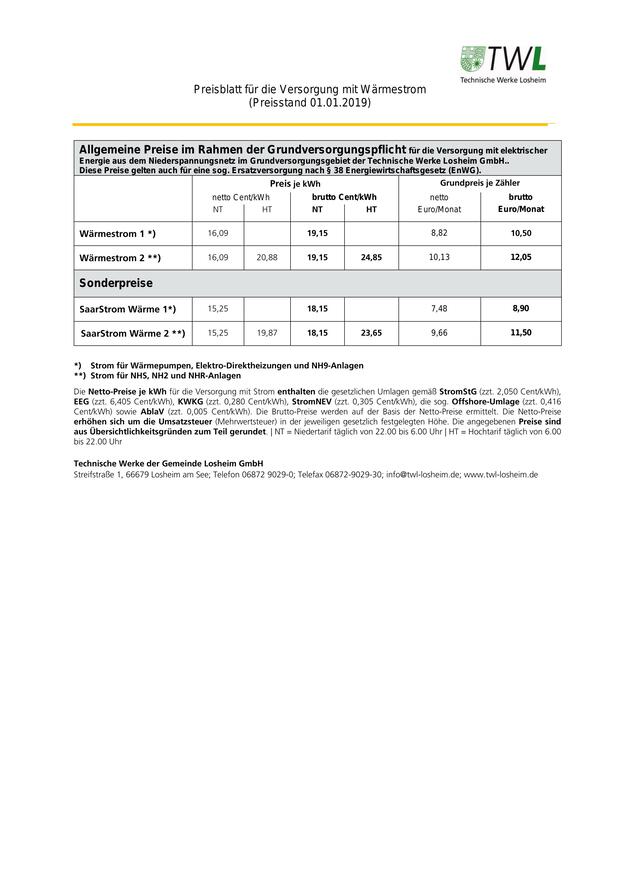 TWL
Technische Werke Losheim
Preisblatt für die Versorgung mit Wärmestrom
(Preisstand 01.01.2019)
Allgemeine Preise im Rahmen der Grundversorgungspflicht für die Versorgung mit elektrischer
Energie aus dem Niederspannungsnetz im Grundversorgungsgebiet der Technische Werke Losheim GmbH..
Diese Preise gelten auch für eine sog. Ersatzversorgung nach § 38 Energiewirtschaftsgesetz (EnWG).
Preis je kWh Grundpreis je Zähler
netto Cent/kWh brutto Cent/kWh netto brutto
NT HT NT HT Euro/Monat Euro/Monat
Wärmestrom 1 *) 16,09 19,15 8,82 10,50
Wärmestrom 2 **) 16,09 20,88 19,15 24,85 10,13 12,05
Sonderpreise
SaarStrom Wärme 1*) 15,25 18,15 7,48 8,90
SaarStrom Wärme 2 **) 15,25 19,87 18,15 23,65 9,66 11,50
*) Strom für Wärmepumpen, Elektro-Direktheizungen und NH9-Anlagen
**) Strom für NHS, NH2 und NHR-Anlagen
Die Netto-Preise je kWh für die Versorgung mit Strom enthalten die gesetzlichen Umlagen gemäß StromStG (zzt. 2,050 Cent/kWh),
EEG (zzt. 6,405 Cent/kWh), KWKG (zzt. 0,280 Cent/kWh), StromNEV (zzt. 0,305 Cent/kWh), die sog. Offshore-Umlage (zzt. 0,416
Cent/kWh) sowie AblaV (zzt. 0,005 Cent/kWh). Die Brutto-Preise werden auf der Basis der Netto-Preise ermittelt. Die Netto-Preise
erhöhen sich um die Umsatzsteuer (Mehrwertsteuer) in der jeweiligen gesetzlich festgelegten Höhe. Die angegebenen Preise sind
aus Übersichtlichkeitsgründen zum Teil gerundet. | NT = Niedertarif täglich von 22.00 bis 6.00 Uhr | HT = Hochtarif täglich von 6.00
bis 22.00 Uhr
Technische Werke der Gemeinde Losheim GmbH
Streifstraße 1, 66679 Losheim am See; Telefon 06872 9029-0; Telefax 06872-9029-30; info@twl-losheim.de; www.twl-losheim.de